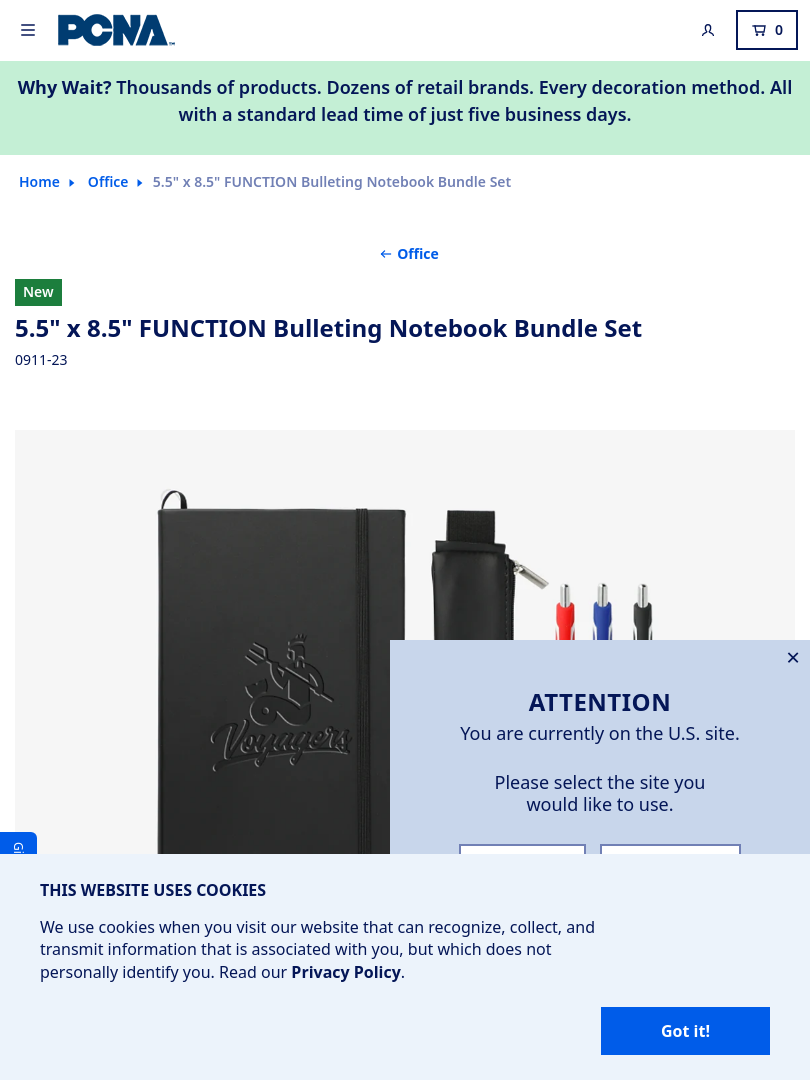 PCNA
0
Why Wait? Thousands of products. Dozens of retail brands. Every decoration method. All
with a standard lead time of just five business days.
Home
Office
5.5" x 8.5" FUNCTION Bulleting Notebook Bundle Set
Office
New
5.5" x 8.5" FUNCTION Bulleting Notebook Bundle Set
0911-23
Voyagers
ATTENTION
You are currently on the U.S. site.
Please select the site you
would like to use.
THIS WEBSITE USES COOKIES
We use cookies when you visit our website that can recognize, collect, and
transmit information that is associated with you, but which does not
personally identify you. Read our Privacy Policy.
Got it!